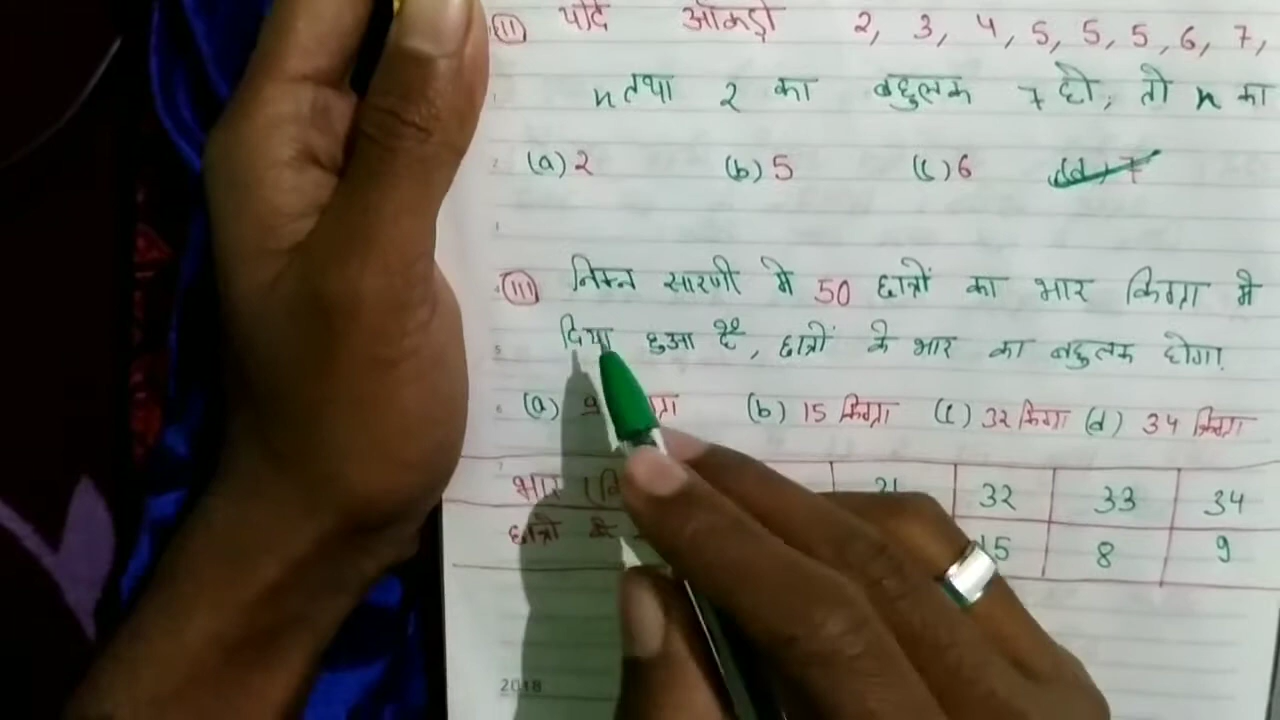 (II) यदि आँकड़ो 2, 3, 4, 5, 5, 5, 6, 7,
n तथा 2 का बहुलक 7 हो, तो n का
(a) 2 (b) 5 (c) 6 (d) 7
(III) निम्न सारणी मे 50 छात्रों का भार किग्रा मे
दिया हुआ है, छात्रों के भार का बहुलक होगा
(a) (b) 15 किग्रा (c) 32 किग्रा (d) 34 किग्रा
भार 31 32 33 34
छात्रो के 15 8 9
2018